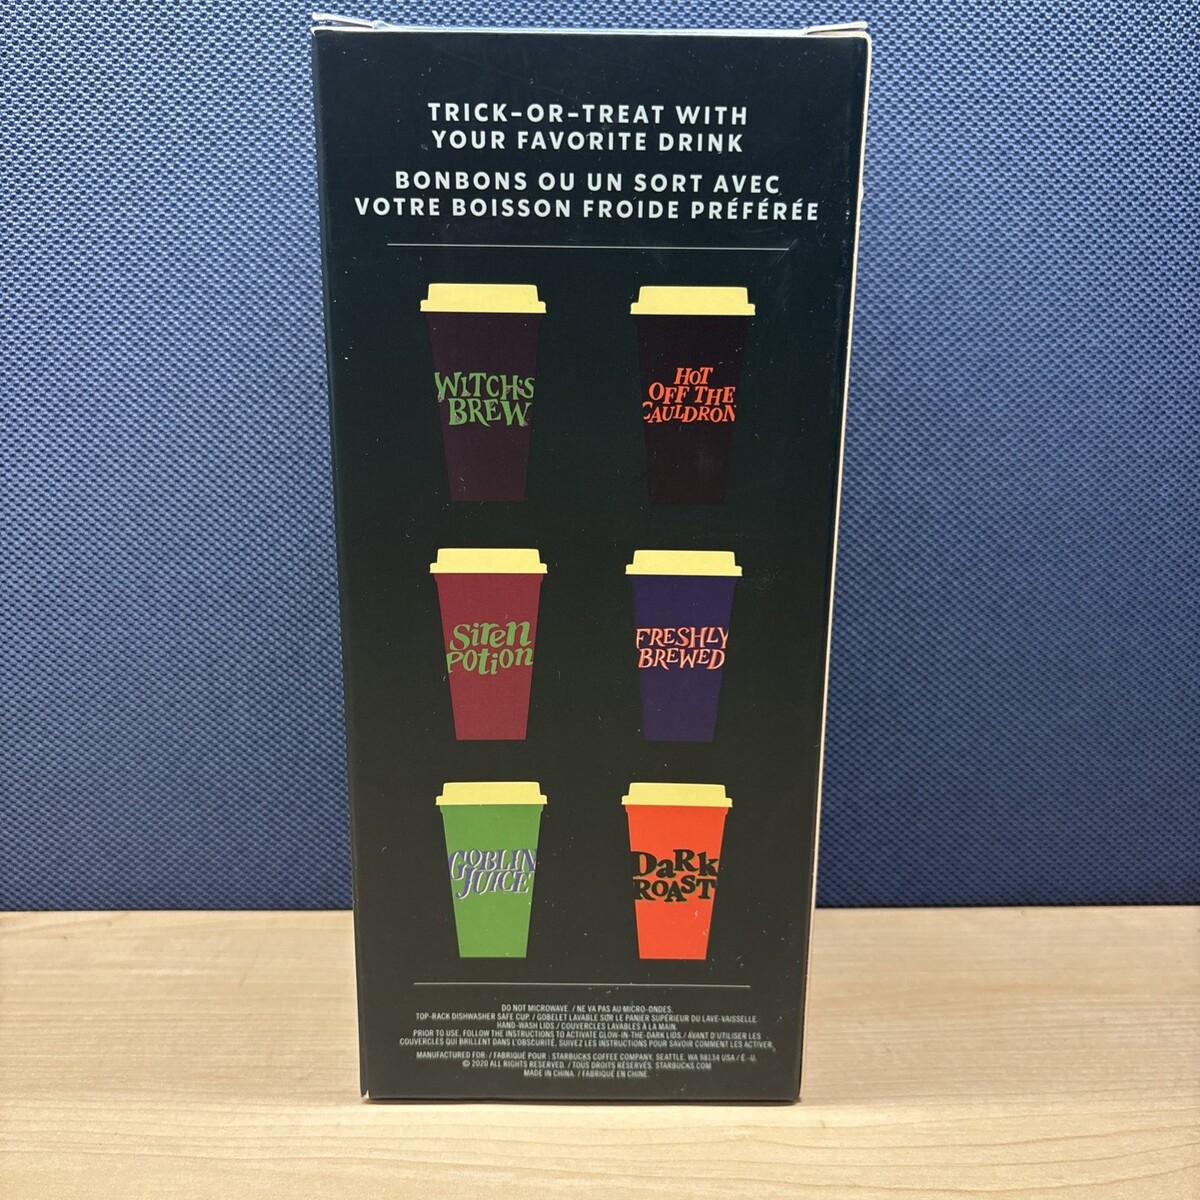 TRICK-OR-TREAT WITH
YOUR FAVORITE DRINK
BONBONS OU UN SORT AVEC
VOTRE BOISSON FROIDE PRÉFÉRÉE
WITCH'S
BREW
HOT
OFF THE
CAULDRON
Siren
Potion
FRESHLY
BREWED
GOBLIN
JUICE
DARK
ROAST
DO NOT MICROWAVE. / NE VA PAS AU MICRO-ONDES.
TOP-RACK DISHWASHER SAFE CUP. / GOBELET LAVABLE SUR LE PANIER SUPÉRIEUR DU LAVE-VAISSELLE.
HAND-WASH LIDS / COUVERCLES LAVABLES À LA MAIN.
PRIOR TO USE, FOLLOW THE INSTRUCTIONS TO ACTIVATE GLOW-IN-THE-DARK LIDS / AVANT D'UTILISER LES
COUVERCLES QUI BRILLENT DANS L'OBSCURITÉ, SUIVEZ LES INSTRUCTIONS POUR SAVOIR COMMENT LES ACTIVER.
MANUFACTURED FOR: / FABRIQUÉ POUR : STARBUCKS COFFEE COMPANY, SEATTLE, WA 98134 USA / É.-U.
© 2020 ALL RIGHTS RESERVED. / TOUS DROITS RÉSERVÉS. STARBUCKS.COM
MADE IN CHINA. / FABRIQUÉ EN CHINE.